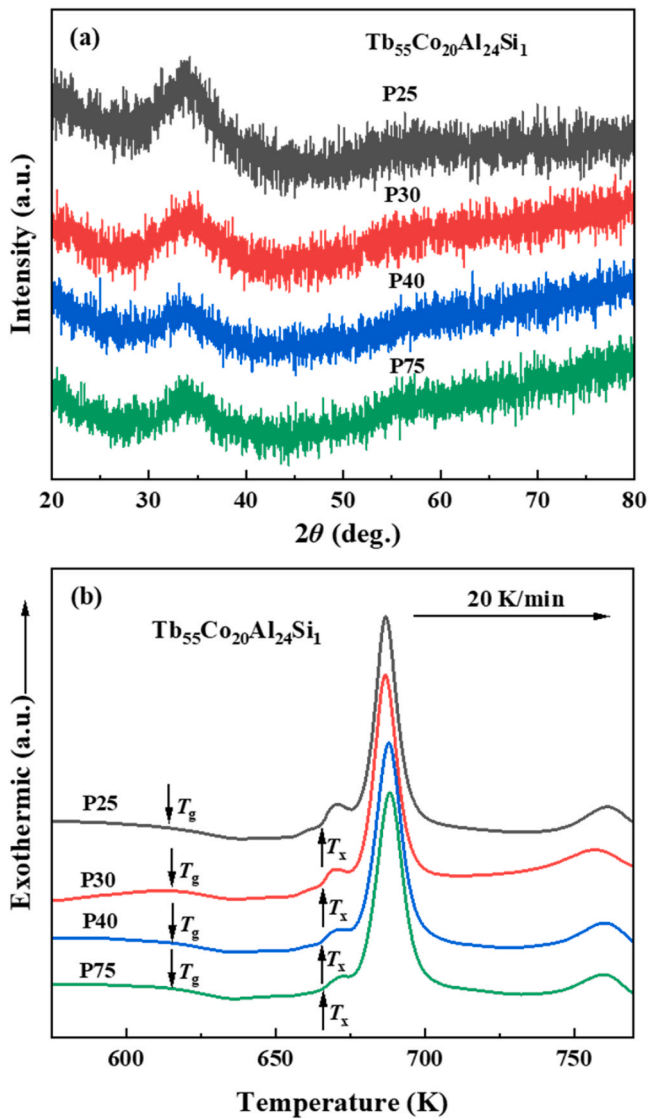 (a)
Tb₅₅Co₂₀Al₂₄Si₁
P25
P30
P40
P75
Intensity (a.u.)
20 30 40 50 60 70 80
2θ (deg.)
(b)
20 K/min
Tb₅₅Co₂₀Al₂₄Si₁
P25 Tg
Tx
P30 Tg
Tx
P40 Tg
Tx
P75 Tg
Tx
Exothermic (a.u.)
600 650 700 750
Temperature (K)